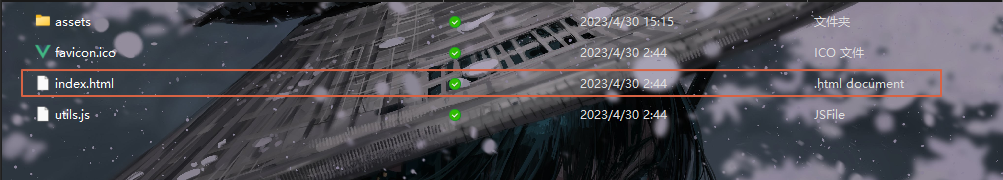 assets 2023/4/30 15:15 文件夹
favicon.ico 2023/4/30 2:44 ICO 文件
index.html 2023/4/30 2:44 .html document
utils.js 2023/4/30 2:44 JSFile